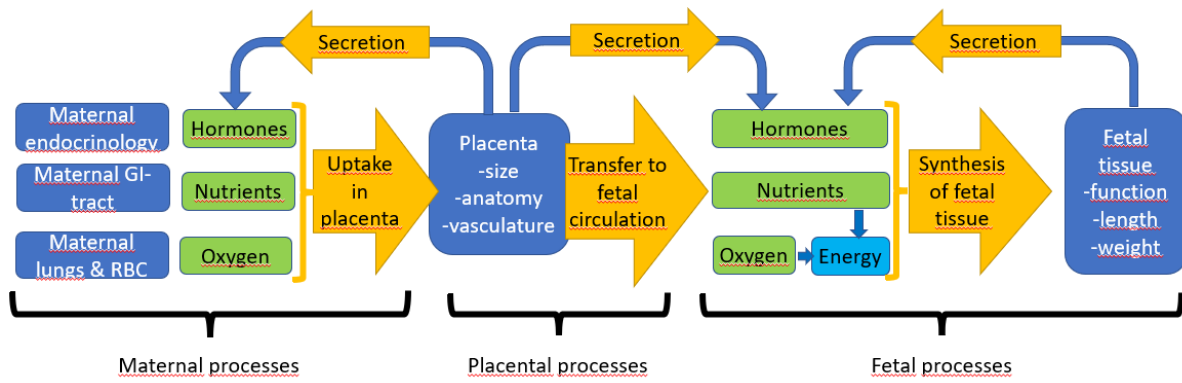 Secretion
Secretion
Secretion
Maternal
endocrinology
Hormones
Maternal GI-
tract
Nutrients
Maternal
lungs & RBC
Oxygen
Uptake
in
placenta
Placenta
-size
-anatomy
-vasculature
Transfer to
fetal
circulation
Hormones
Nutrients
Oxygen
Energy
Synthesis
of fetal
tissue
Fetal
tissue
-function
-length
-weight
Maternal processes
Placental processes
Fetal processes